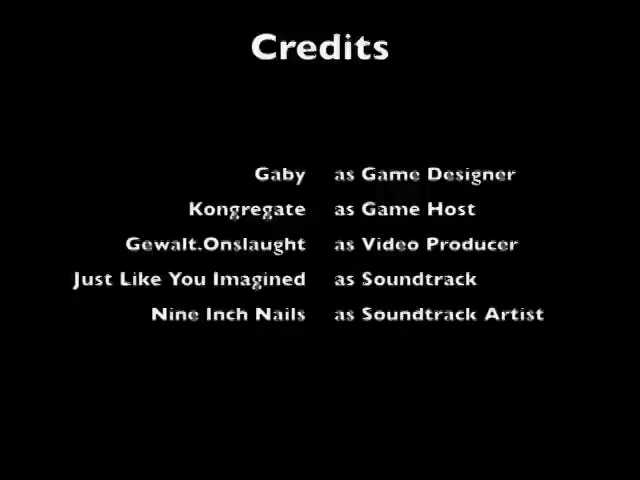 Credits
Gaby as Game Designer
Kongregate as Game Host
Gewalt.Onslaught as Video Producer
Just Like You Imagined as Soundtrack
Nine Inch Nails as Soundtrack Artist